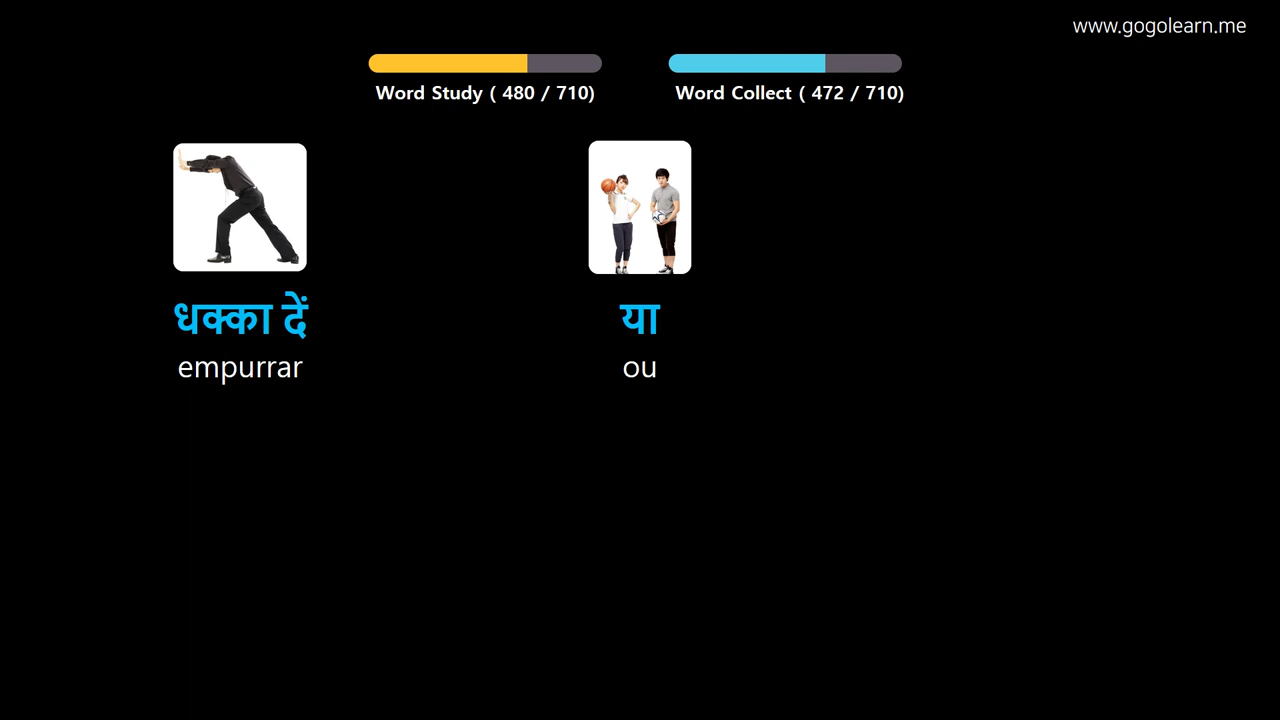 www.gogolearn.me
Word Study ( 480 / 710)
Word Collect ( 472 / 710)
धक्का दें
या
empurrar
ou